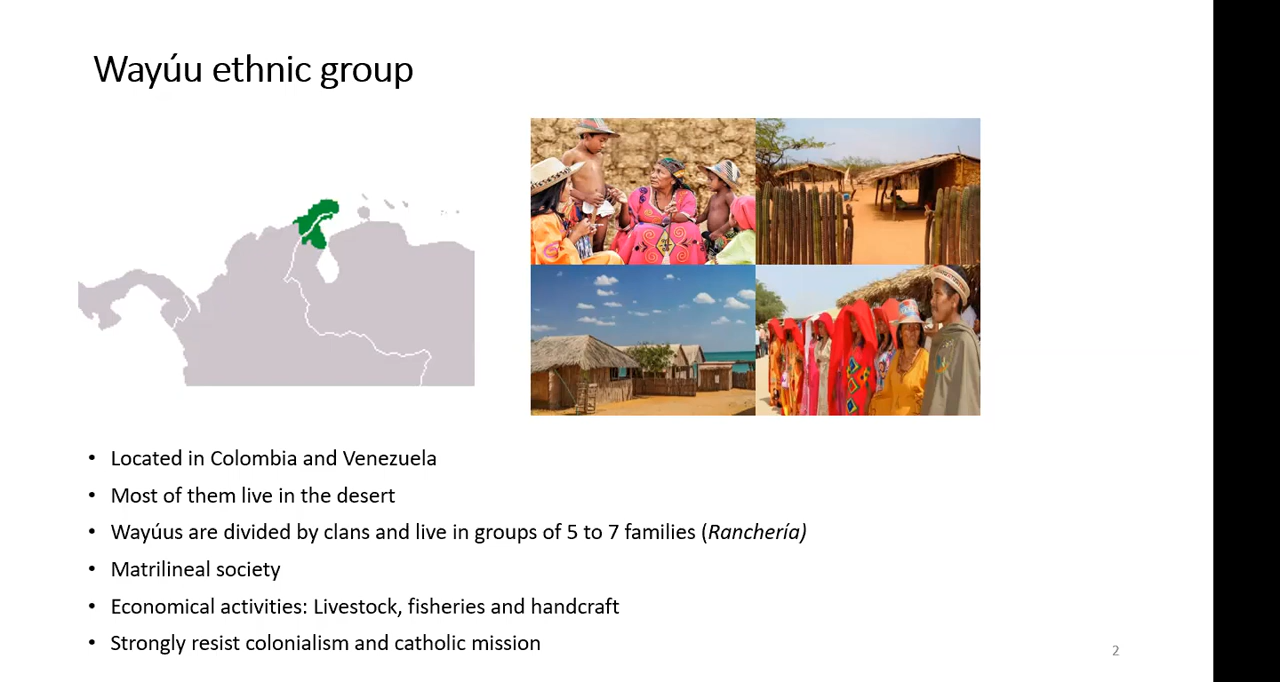 Wayúu ethnic group
• Located in Colombia and Venezuela
• Most of them live in the desert
• Wayúus are divided by clans and live in groups of 5 to 7 families (Ranchería)
• Matrilineal society
• Economical activities: Livestock, fisheries and handcraft
• Strongly resist colonialism and catholic mission
2